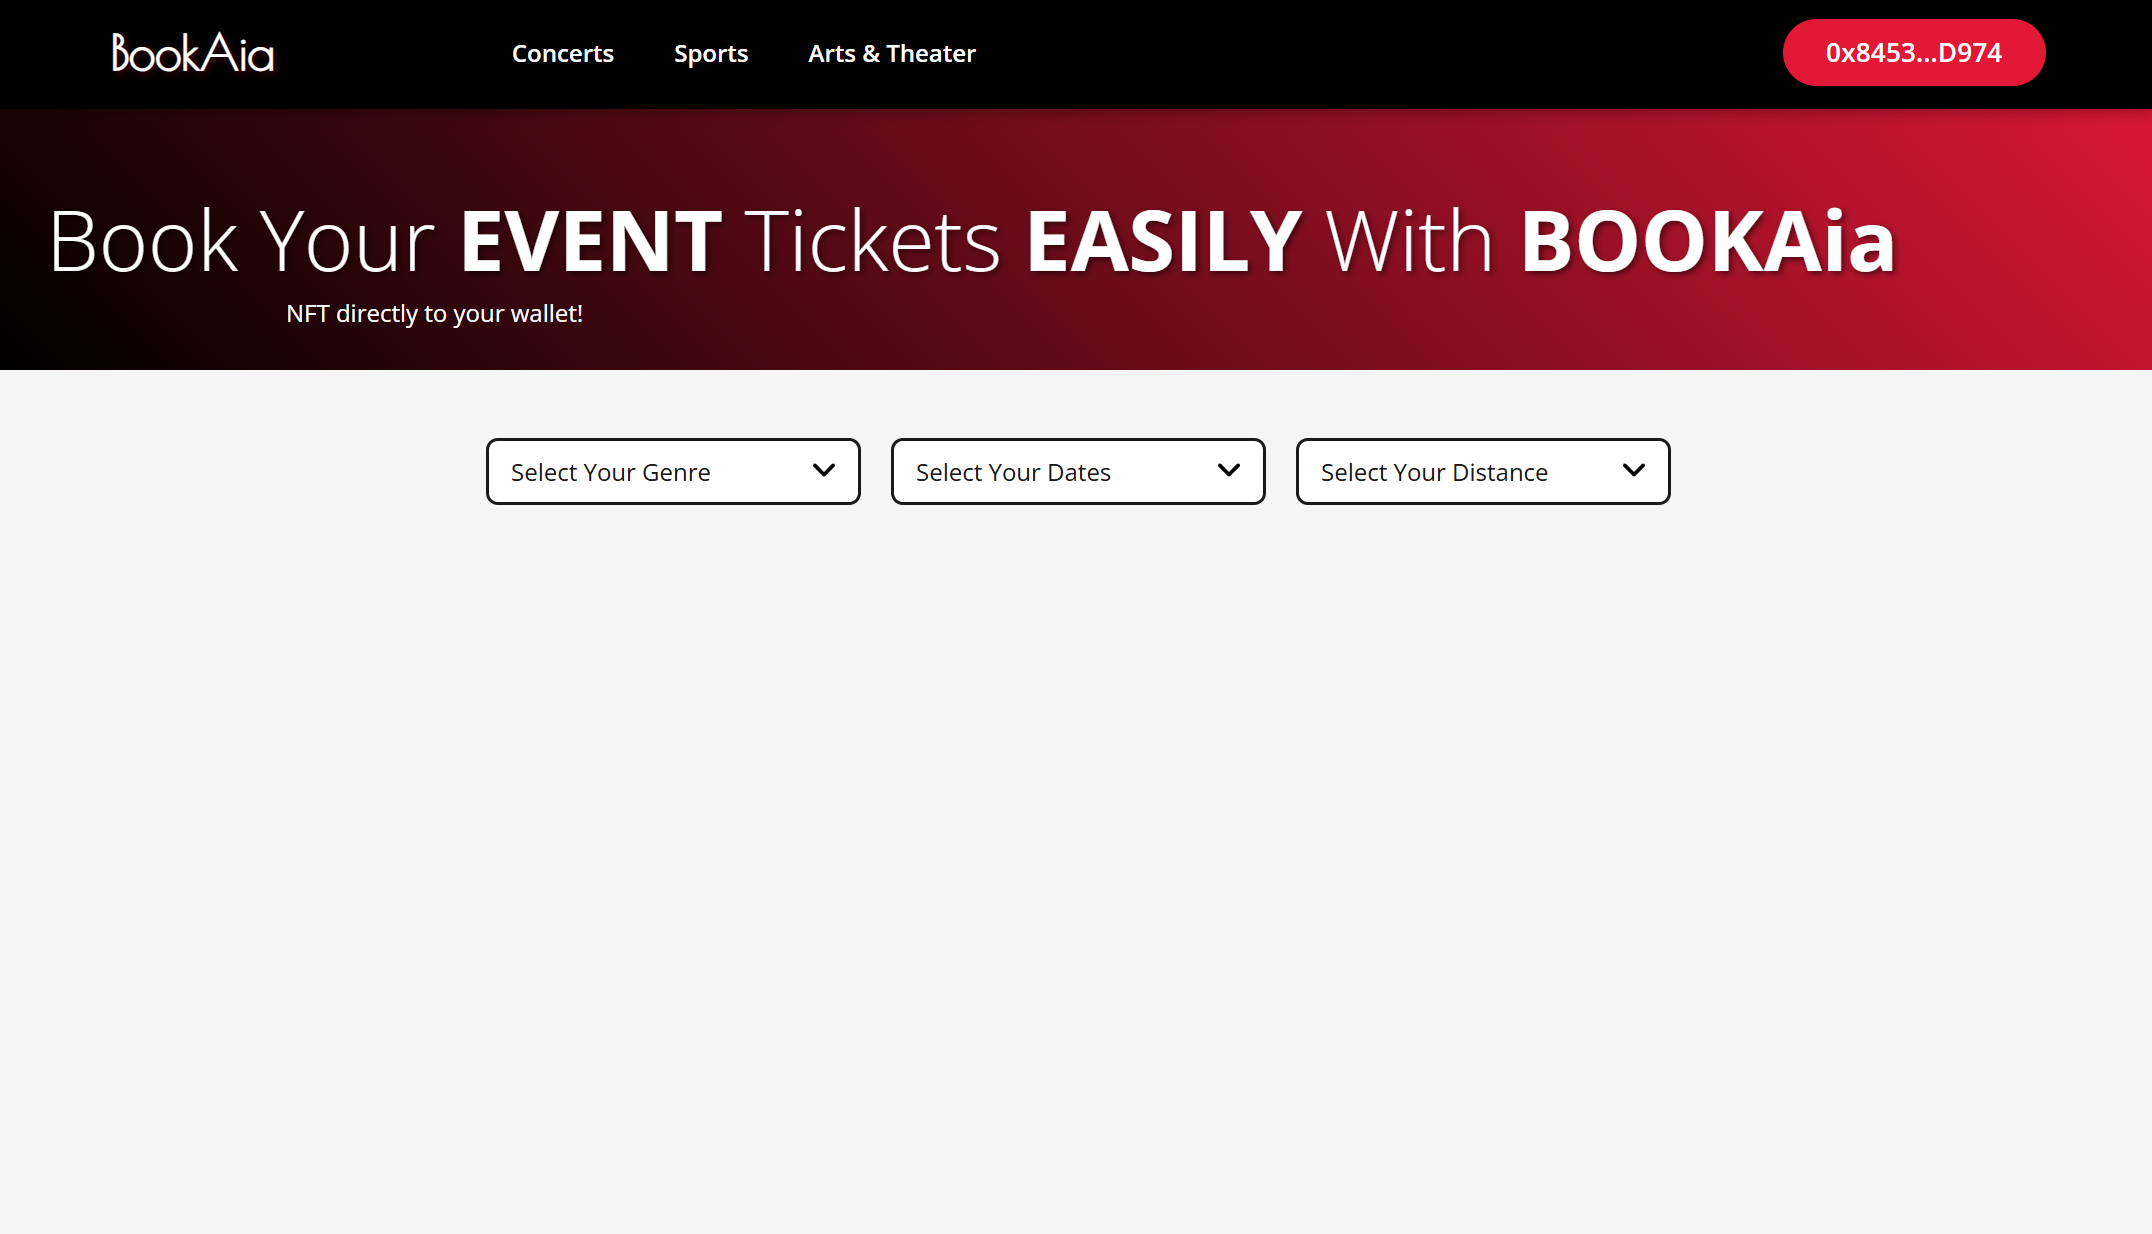 BookAia
Concerts Sports Arts & Theater
0x8453...D974
Book Your EVENT Tickets EASILY With BOOKAia
NFT directly to your wallet!
Select Your Genre Select Your Dates Select Your Distance